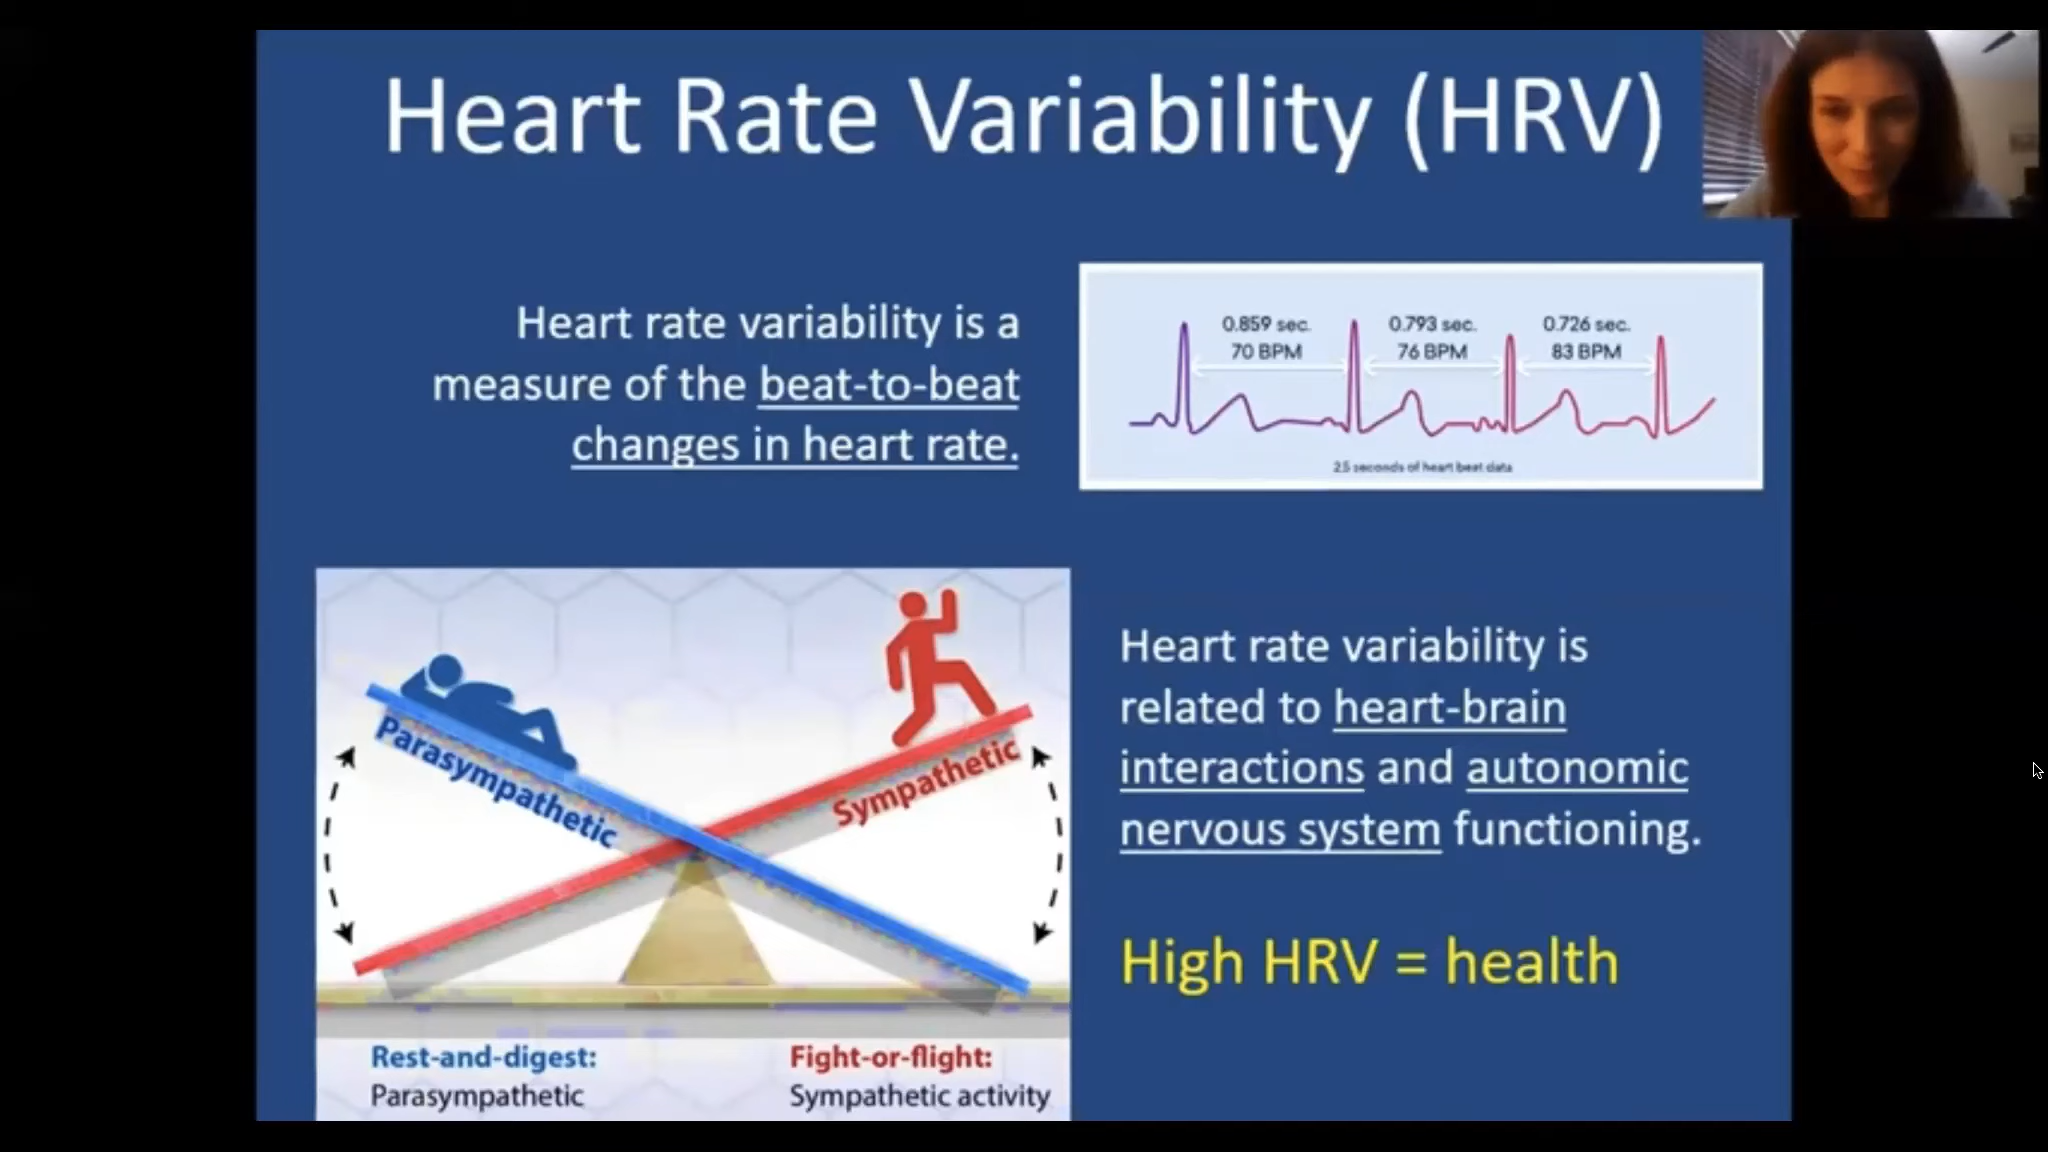 Heart Rate Variability (HRV)
Heart rate variability is a
measure of the beat-to-beat
changes in heart rate.
0.859 sec. 0.793 sec. 0.726 sec.
70 BPM 76 BPM 83 BPM
2.5 seconds of heart beat data
Parasympathetic
Sympathetic
Rest-and-digest:
Parasympathetic
Fight-or-flight:
Sympathetic activity
Heart rate variability is
related to heart-brain
interactions and autonomic
nervous system functioning.
High HRV = health